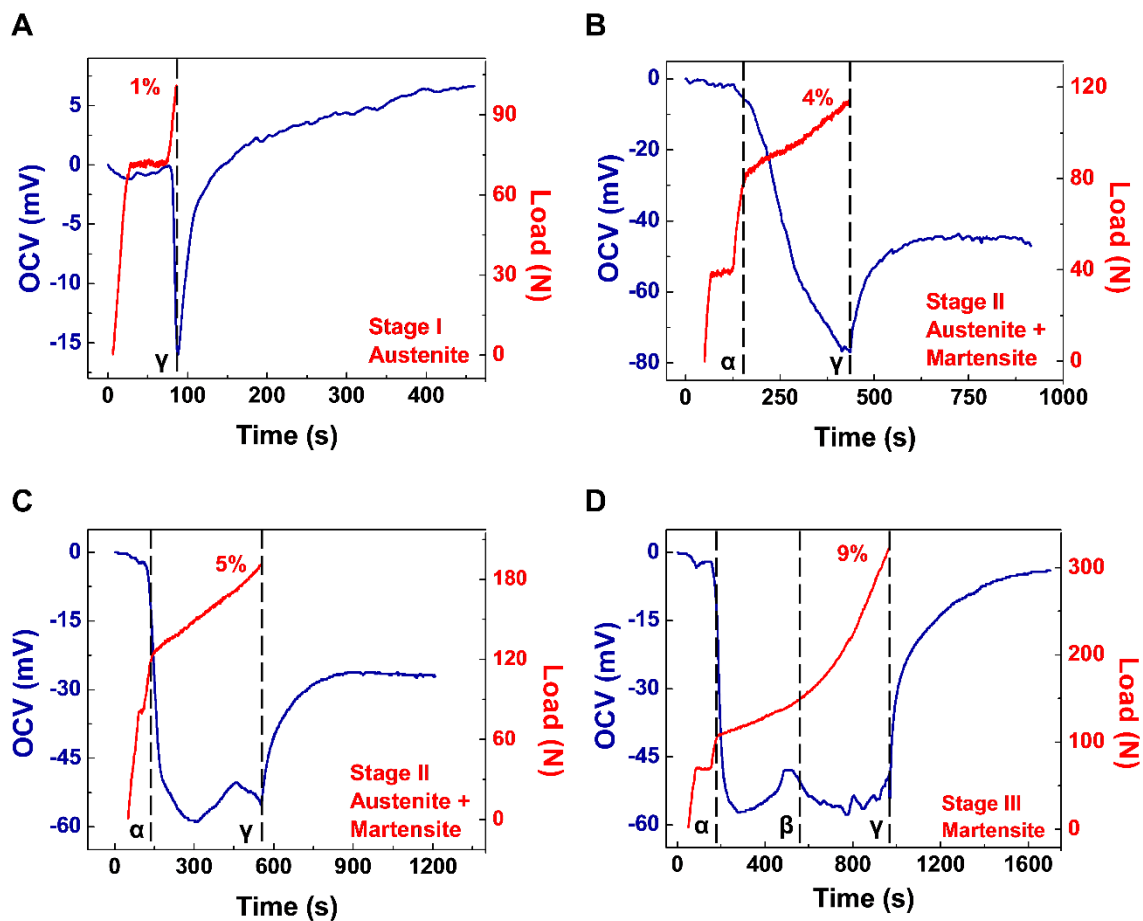 A
1%
5
0
-5
-10
-15
OCV (mV)
90
60
30
0
Load (N)
Stage I
Austenite
γ
0 100 200 300 400
Time (s)
B
4%
0
-20
-40
-60
-80
OCV (mV)
120
80
40
0
Load (N)
Stage II
Austenite +
Martensite
α γ
0 250 500 750 1000
Time (s)
C
5%
0
-15
-30
-45
-60
OCV (mV)
180
120
60
0
Load (N)
Stage II
Austenite +
Martensite
α γ
0 300 600 900 1200
Time (s)
D
9%
0
-15
-30
-45
-60
OCV (mV)
300
200
100
0
Load (N)
Stage III
Martensite
α β γ
0 400 800 1200 1600
Time (s)